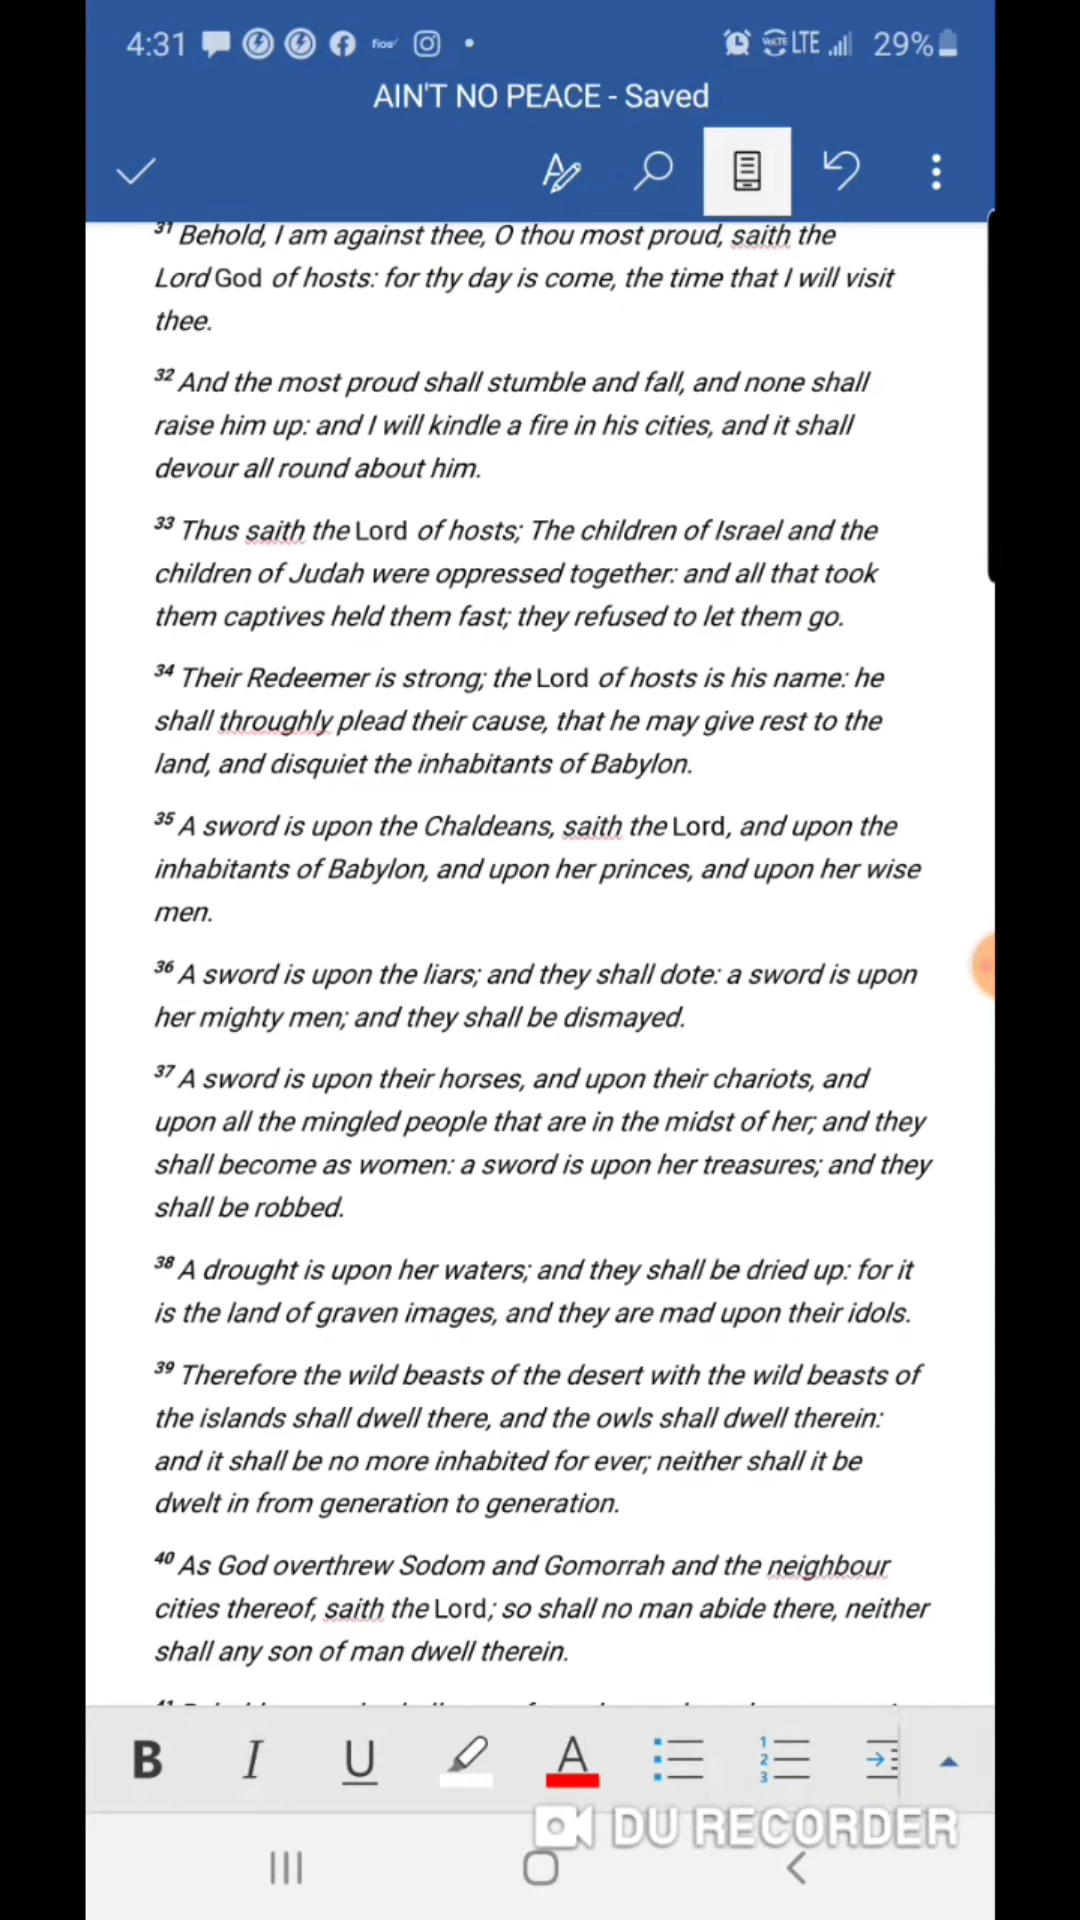 4:31 fios LTE 29%
AIN'T NO PEACE - Saved
31 Behold, I am against thee, O thou most proud, saith the
Lord God of hosts: for thy day is come, the time that I will visit
thee.
32 And the most proud shall stumble and fall, and none shall
raise him up: and I will kindle a fire in his cities, and it shall
devour all round about him.
33 Thus saith the Lord of hosts; The children of Israel and the
children of Judah were oppressed together: and all that took
them captives held them fast; they refused to let them go.
34 Their Redeemer is strong; the Lord of hosts is his name: he
shall throughly plead their cause, that he may give rest to the
land, and disquiet the inhabitants of Babylon.
35 A sword is upon the Chaldeans, saith the Lord, and upon the
inhabitants of Babylon, and upon her princes, and upon her wise
men.
36 A sword is upon the liars; and they shall dote: a sword is upon
her mighty men; and they shall be dismayed.
37 A sword is upon their horses, and upon their chariots, and
upon all the mingled people that are in the midst of her; and they
shall become as women: a sword is upon her treasures; and they
shall be robbed.
38 A drought is upon her waters; and they shall be dried up: for it
is the land of graven images, and they are mad upon their idols.
39 Therefore the wild beasts of the desert with the wild beasts of
the islands shall dwell there, and the owls shall dwell therein:
and it shall be no more inhabited for ever; neither shall it be
dwelt in from generation to generation.
40 As God overthrew Sodom and Gomorrah and the neighbour
cities thereof, saith the Lord; so shall no man abide there, neither
shall any son of man dwell therein.
B I U A 1 2 3
DU RECORDER